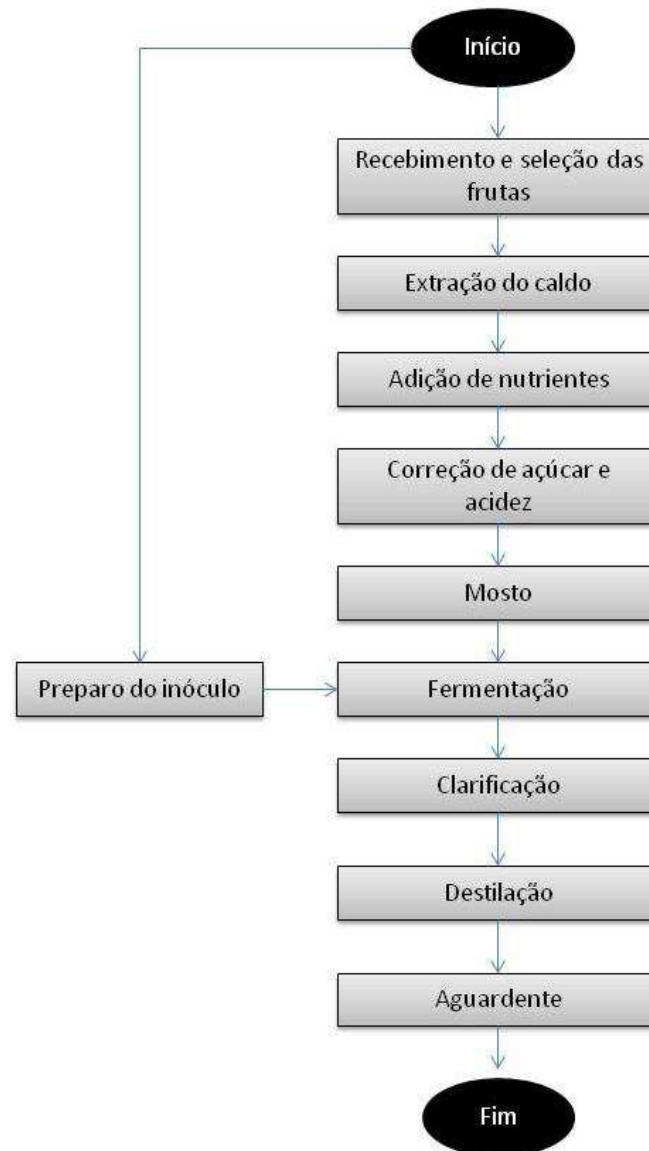 Início
Recebimento e seleção das
frutas
Extração do caldo
Adição de nutrientes
Correção de açúcar e
acidez
Mosto
Preparo do inóculo
Fermentação
Clarificação
Destilação
Aguardente
Fim